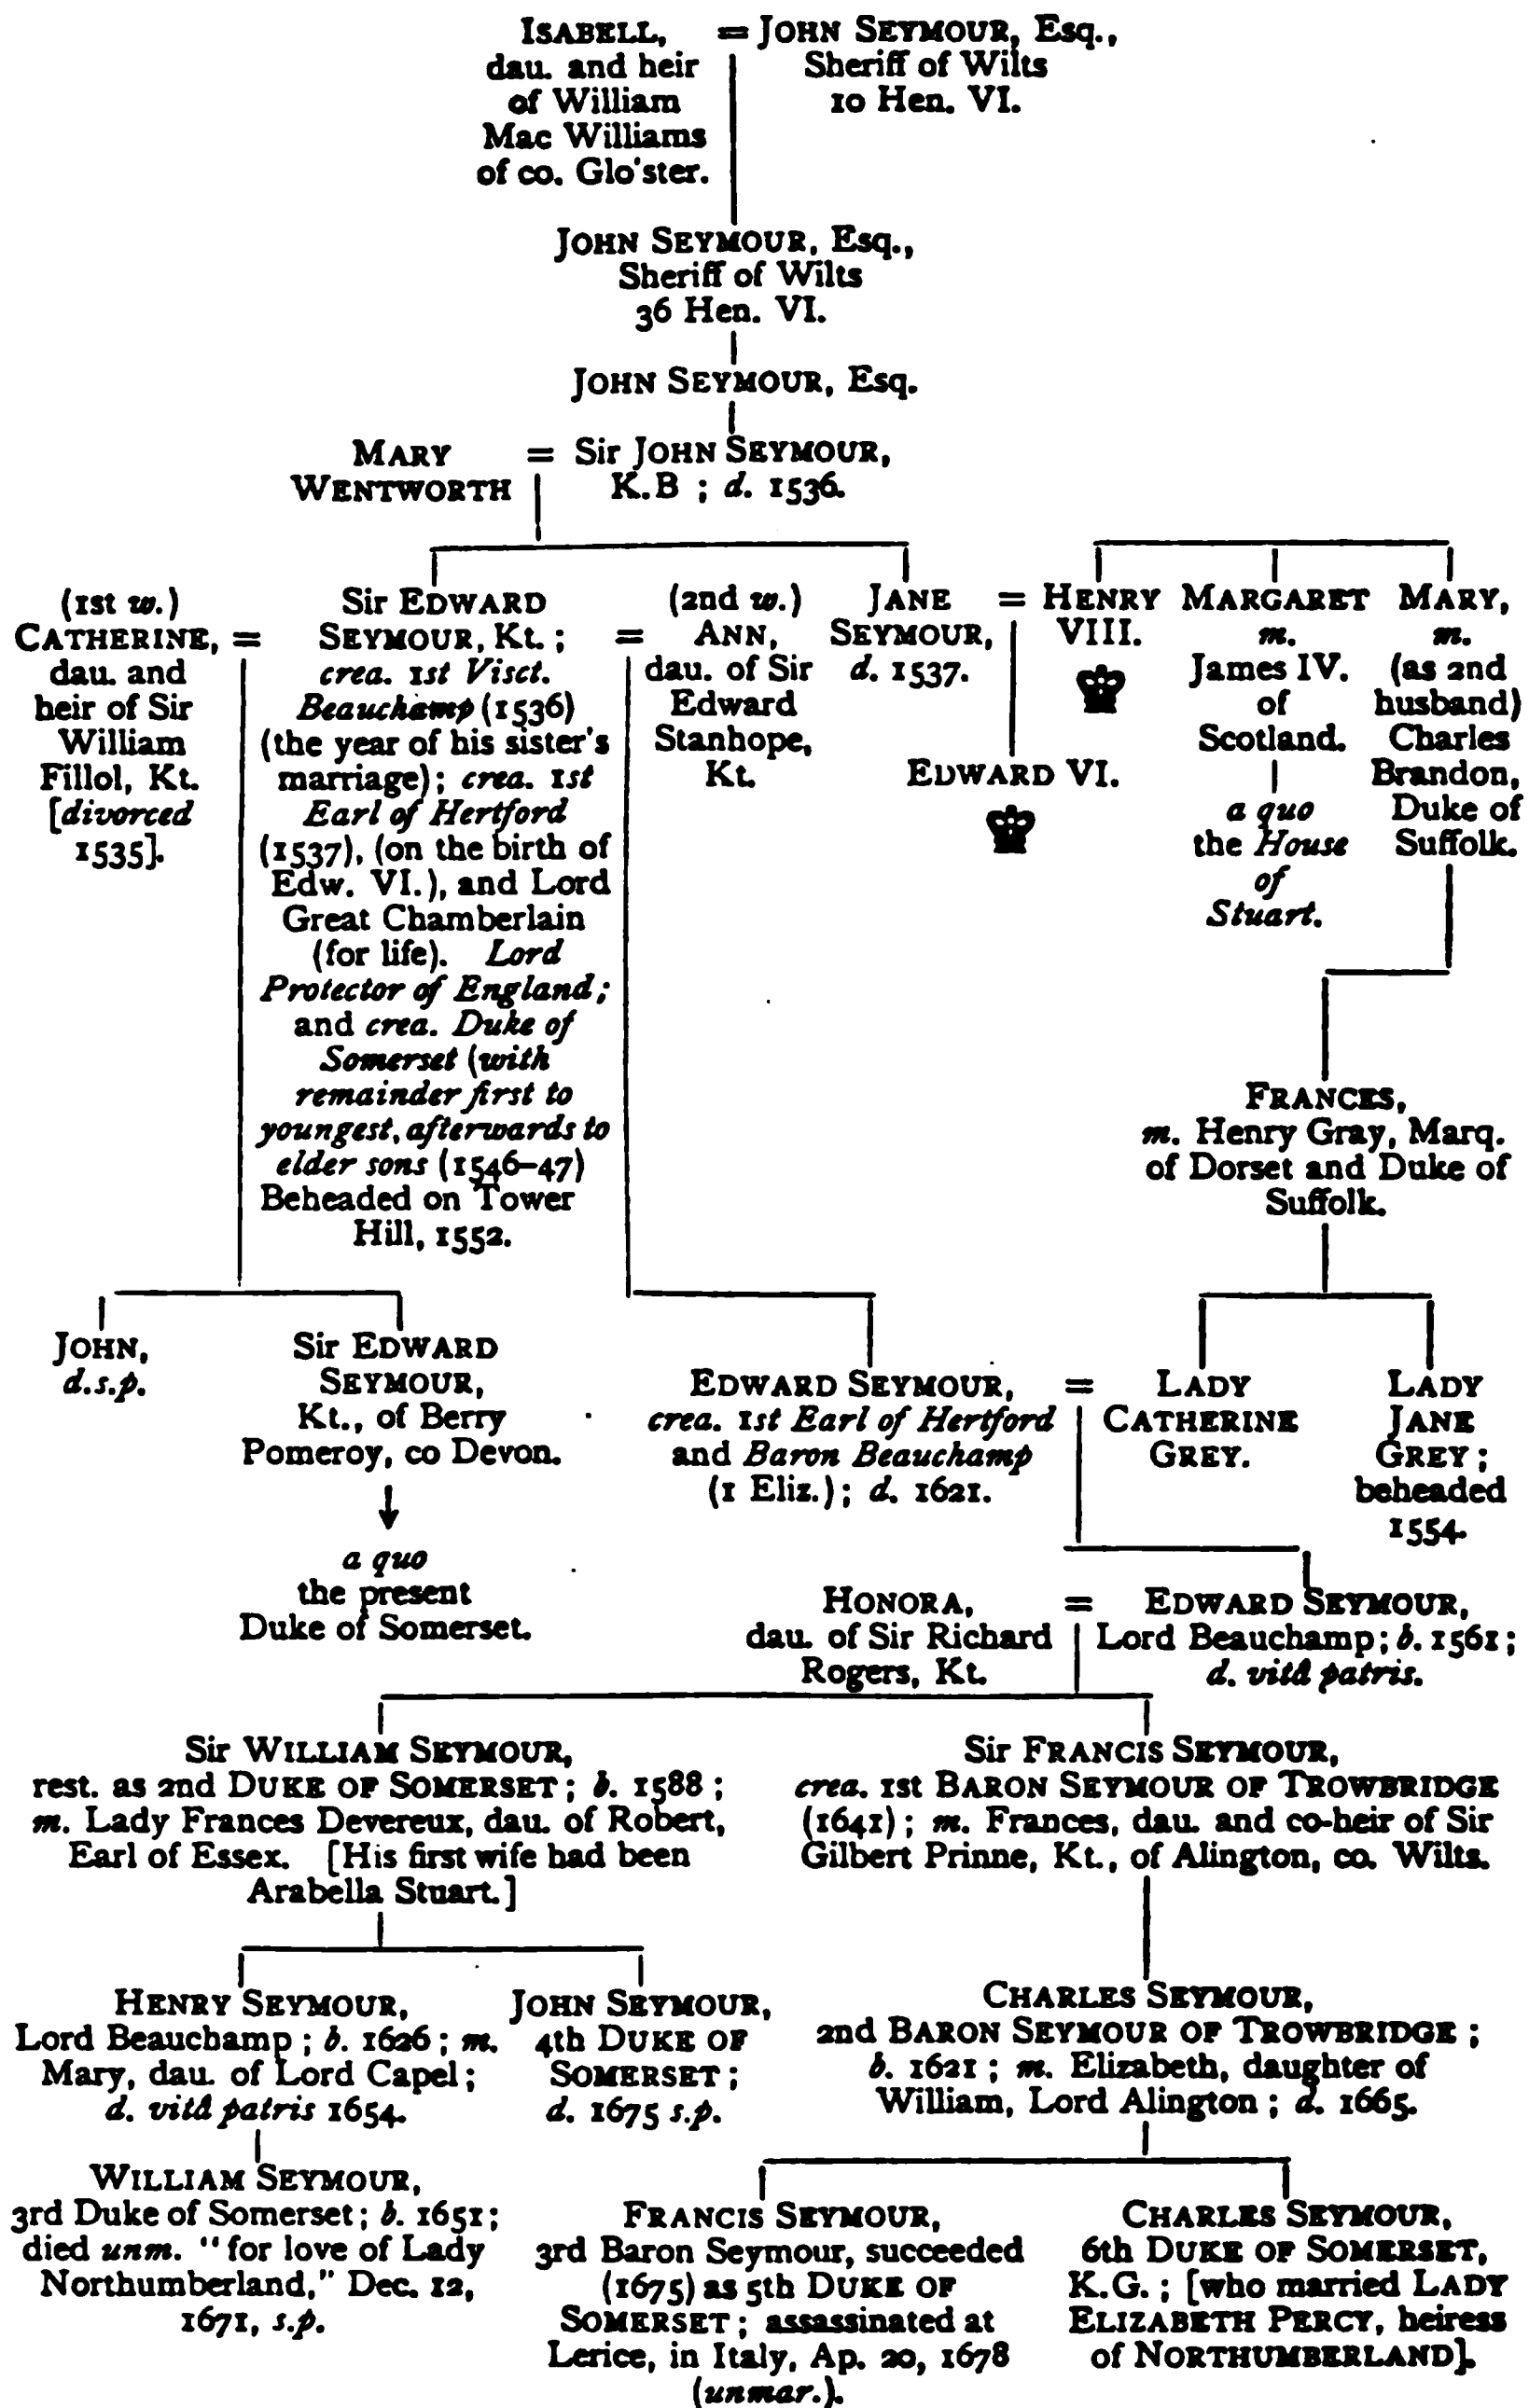 ISABELL,
dau. and heir
of William
Mac Williams
of co. Glo'ster.
= JOHN SEYMOUR, Esq.,
Sheriff of Wilts
10 Hen. VI.
JOHN SEYMOUR, Esq.,
Sheriff of Wilts
36 Hen. VI.
JOHN SEYMOUR, Esq.
MARY
WENTWORTH
= Sir JOHN SEYMOUR,
K.B ; d. 1536.
(1st w.)
CATHERINE, =
dau. and
heir of Sir
William
Fillol, Kt.
[divorced
1535].
Sir EDWARD
SEYMOUR, Kt. ;
crea. 1st Visct.
Beauchamp (1536)
(the year of his sister's
marriage); crea. 1st
Earl of Hertford
(1537), (on the birth of
Edw. VI.), and Lord
Great Chamberlain
(for life). Lord
Protector of England;
and crea. Duke of
Somerset (with
remainder first to
youngest, afterwards to
elder sons (1546-47)
Beheaded on Tower
Hill, 1552.
(2nd w.)
= ANN,
dau. of Sir
Edward
Stanhope,
Kt.
JANE
SEYMOUR,
d. 1537.
= HENRY
VIII.
EDWARD VI.
MARGARET
m.
James IV.
of
Scotland.
a quo
the House
of
Stuart.
MARY,
m.
(as 2nd
husband)
Charles
Brandon,
Duke of
Suffolk.
FRANCES,
m. Henry Gray, Marq.
of Dorset and Duke of
Suffolk.
JOHN,
d.s.p.
Sir EDWARD
SEYMOUR,
Kt., of Berry
Pomeroy, co Devon.
a quo
the present
Duke of Somerset.
EDWARD SEYMOUR, =
crea. 1st Earl of Hertford
and Baron Beauchamp
(1 Eliz.) ; d. 1621.
LADY
CATHERINE
GREY.
LADY
JANE
GREY ;
beheaded
1554.
HONORA, =
dau. of Sir Richard
Rogers, Kt.
EDWARD SEYMOUR,
Lord Beauchamp; b. 1561;
d. vitâ patris.
Sir WILLIAM SEYMOUR,
rest. as 2nd DUKE OF SOMERSET ; b. 1588 ;
m. Lady Frances Devereux, dau. of Robert,
Earl of Essex. [His first wife had been
Arabella Stuart.]
Sir FRANCIS SEYMOUR,
crea. 1st BARON SEYMOUR OF TROWBRIDGE
(1641) ; m. Frances, dau. and co-heir of Sir
Gilbert Prinne, Kt., of Alington, co. Wilts.
HENRY SEYMOUR,
Lord Beauchamp ; b. 1626 ; m.
Mary, dau. of Lord Capel ;
d. vitâ patris 1654.
JOHN SEYMOUR,
4th DUKE OF
SOMERSET ;
d. 1675 s.p.
CHARLES SEYMOUR,
2nd BARON SEYMOUR OF TROWBRIDGE ;
b. 1621 ; m. Elizabeth, daughter of
William, Lord Alington ; d. 1665.
WILLIAM SEYMOUR,
3rd Duke of Somerset ; b. 1651 ;
died unm. "for love of Lady
Northumberland," Dec. 12,
1671, s.p.
FRANCIS SEYMOUR,
3rd Baron Seymour, succeeded
(1675) as 5th DUKE OF
SOMERSET ; assassinated at
Lerice, in Italy, Ap. 20, 1678
(unmar.).
CHARLES SEYMOUR,
6th DUKE OF SOMERSET,
K.G. ; [who married LADY
ELIZABETH PERCY, heiress
of NORTHUMBERLAND].